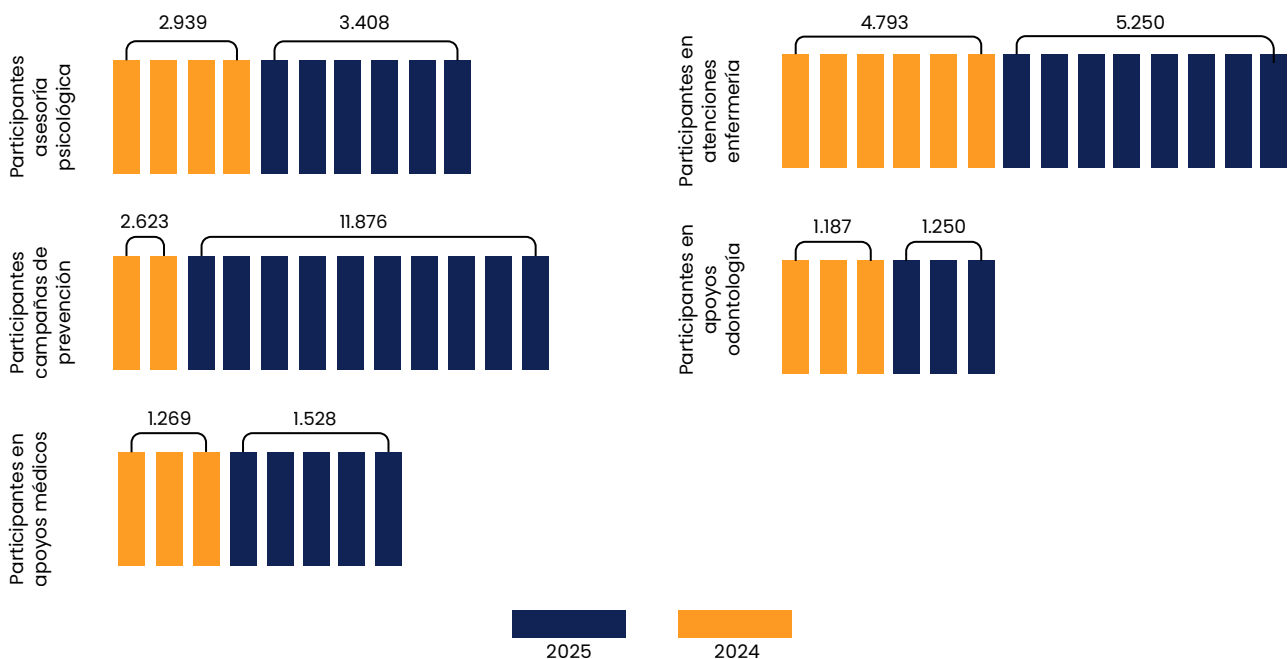 2.939
3.408
Participantes
asesoría
psicológica
4.793
5.250
Participantes en
atenciones
enfermería
2.623
11.876
Participantes
campañas de
prevención
1.187
1.250
Participantes en
apoyos
odontología
1.269
1.528
Participantes en
apoyos médicos
2025
2024